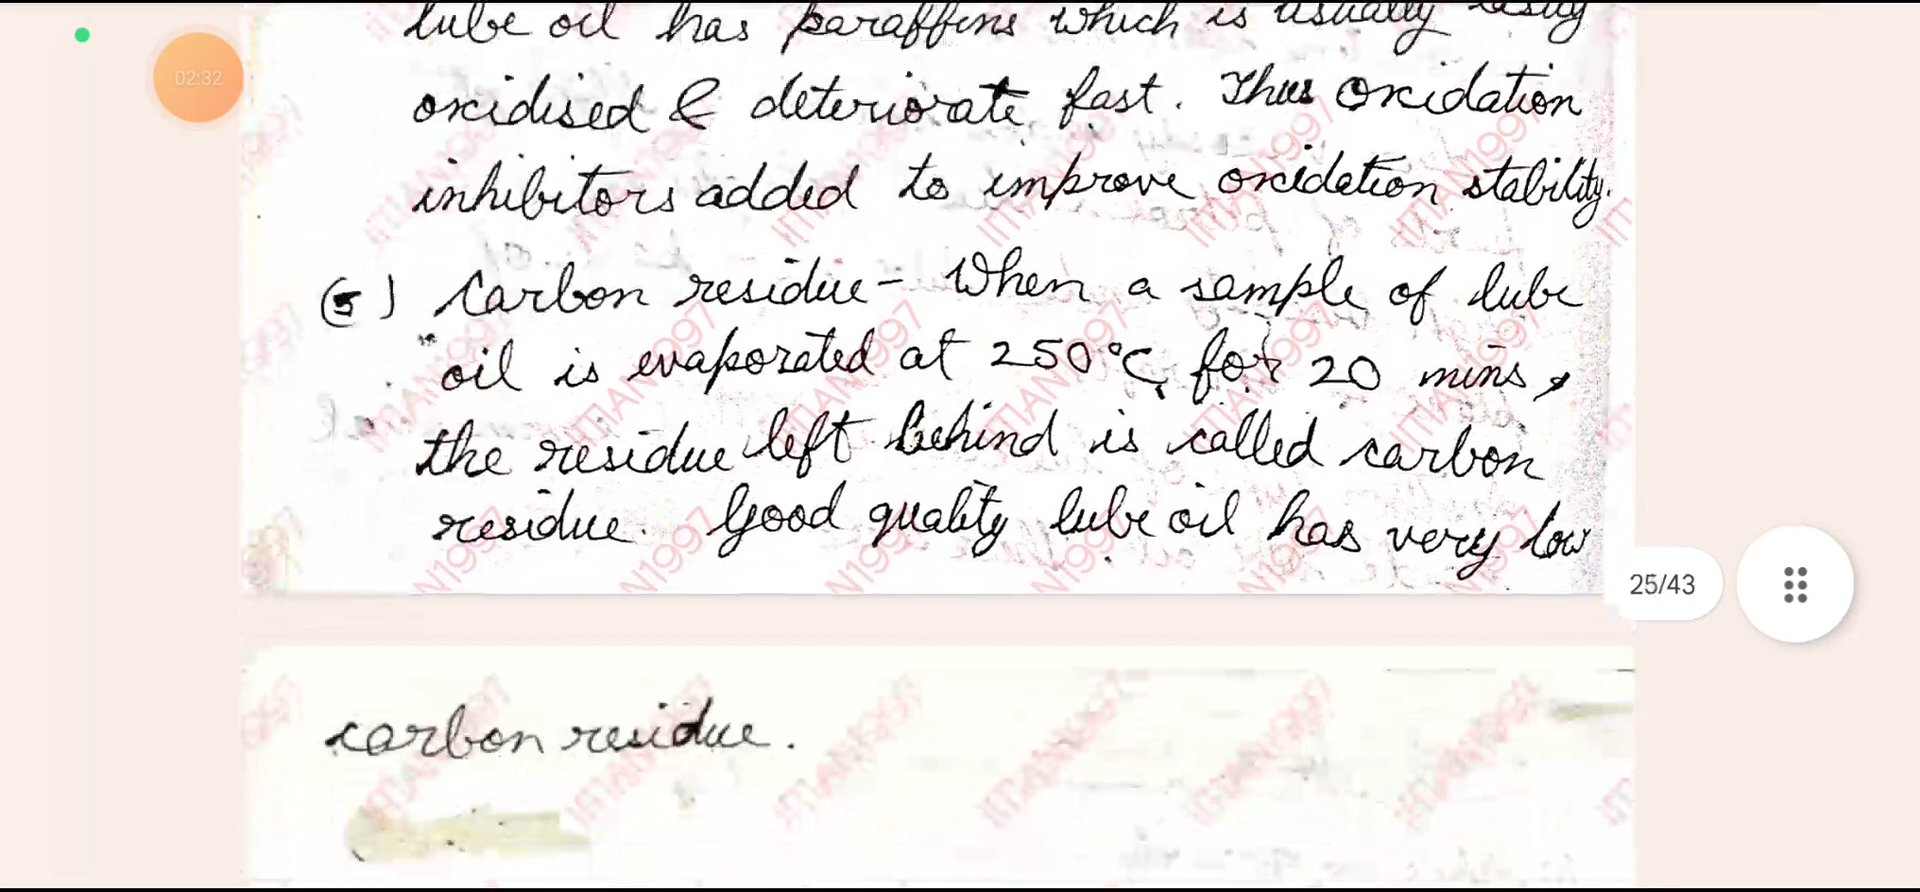 lube oil has paraffins which is usually easily
02:32
oxidised & deteriorate fast. Thus oxidation
inhibitors added to improve oxidation stability.
(5) Carbon residue - When a sample of lube
oil is evaporated at 250°C for 20 mins,
the residue left behind is called carbon
residue. Good quality lube oil has very low
25/43
carbon residue.